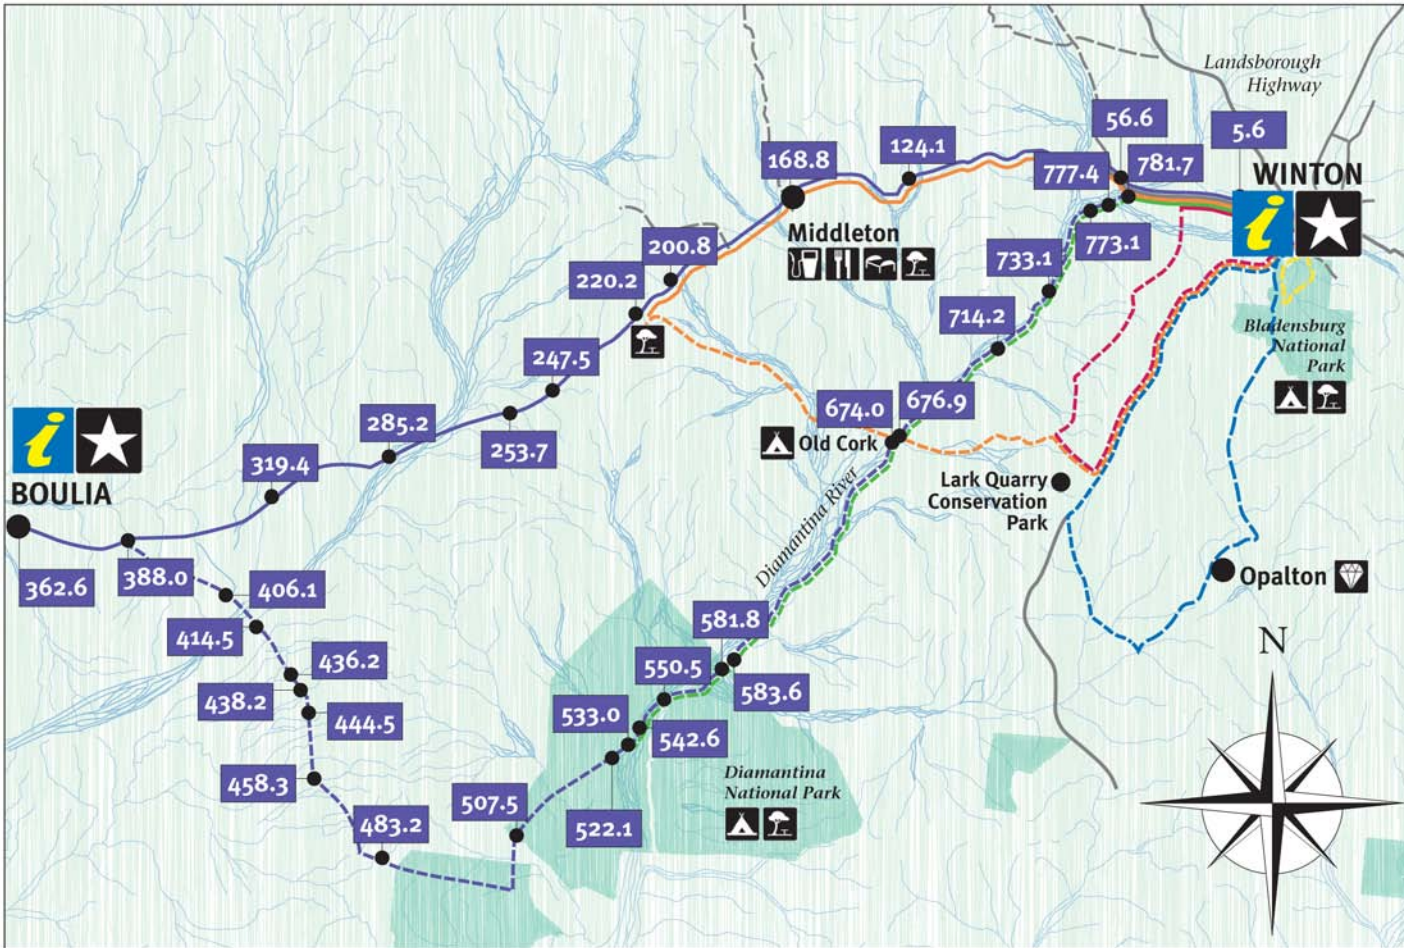 Landsborough
Highway
56.6
5.6
124.1
168.8
777.4
781.7
WINTON
i
Middleton
200.8
773.1
733.1
220.2
714.2
Bladensburg
National
Park
247.5
674.0
676.9
285.2
Old Cork
i
253.7
319.4
BOULIA
Lark Quarry
Conservation
Park
Diamantina River
388.0
362.6
406.1
Opalton
581.8
414.5
N
436.2
550.5
438.2
583.6
444.5
533.0
542.6
458.3
Diamantina
National Park
507.5
522.1
483.2